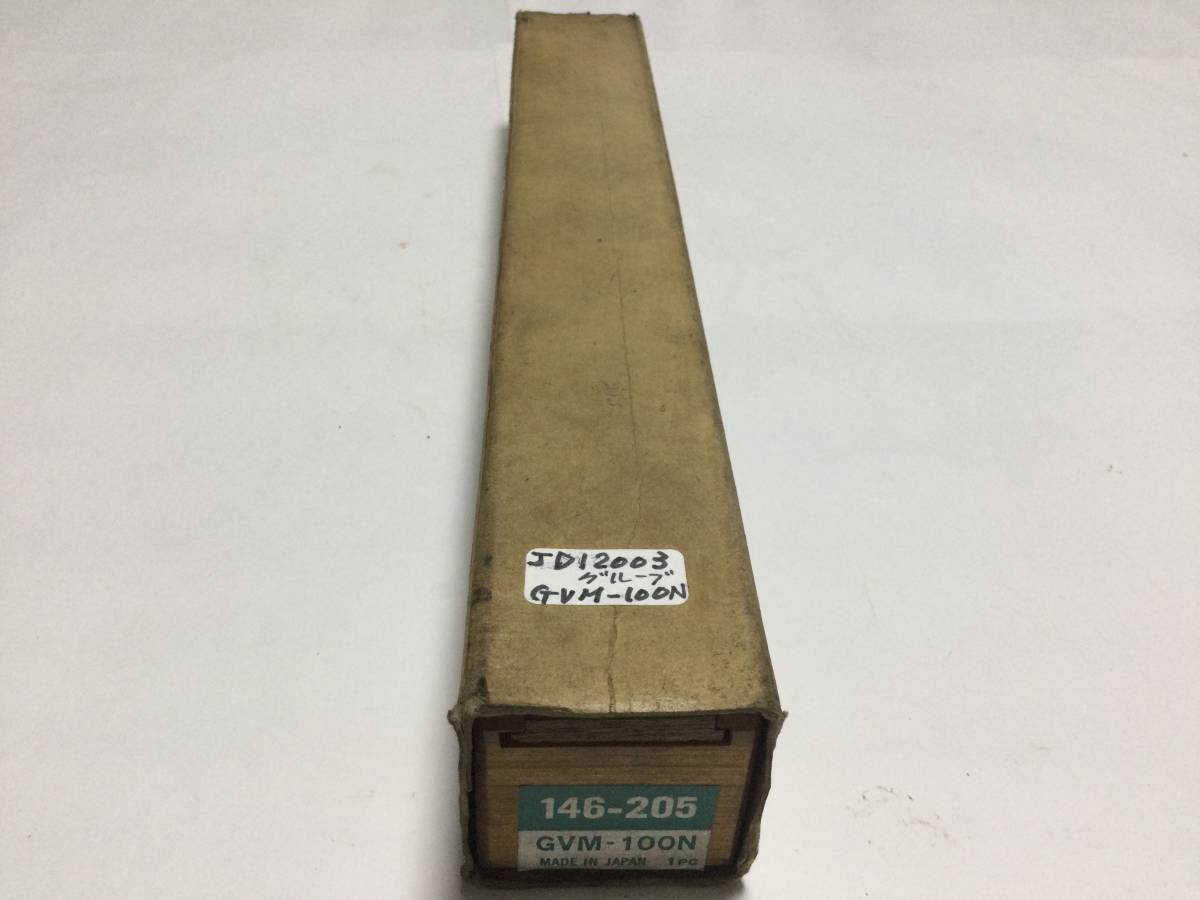 JD12003
グルーブ
GVM-100N
146-205
GVM-100N
MADE IN JAPAN 1PC